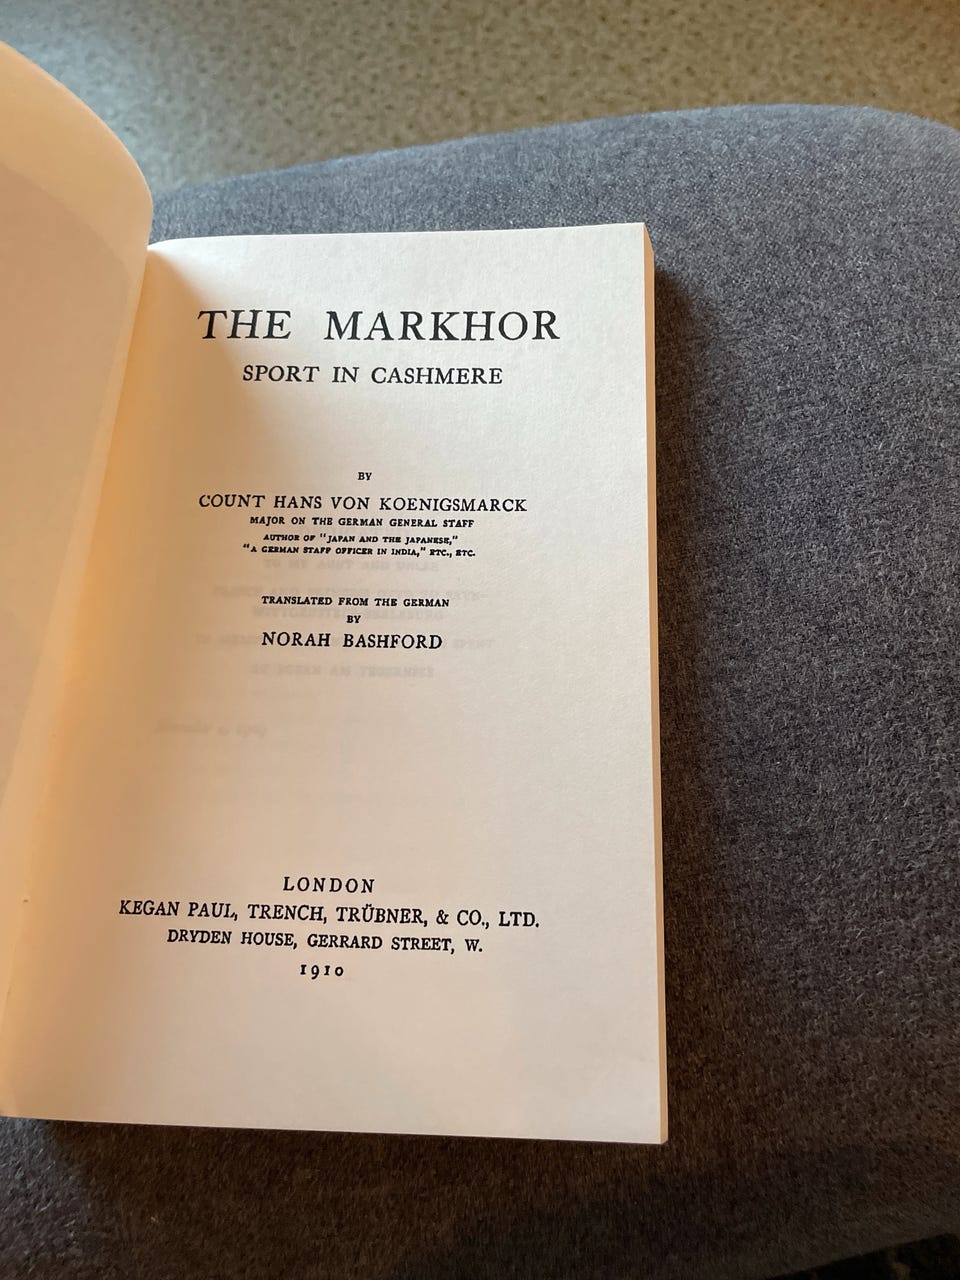 THE MARKHOR
SPORT IN CASHMERE
BY
COUNT HANS VON KOENIGSMARCK
MAJOR ON THE GERMAN GENERAL STAFF
AUTHOR OF "JAPAN AND THE JAPANESE,"
"A GERMAN STAFF OFFICER IN INDIA," ETC., ETC.
TRANSLATED FROM THE GERMAN
BY
NORAH BASHFORD
LONDON
KEGAN PAUL, TRENCH, TRÜBNER, & CO., LTD.
DRYDEN HOUSE, GERRARD STREET, W.
1910